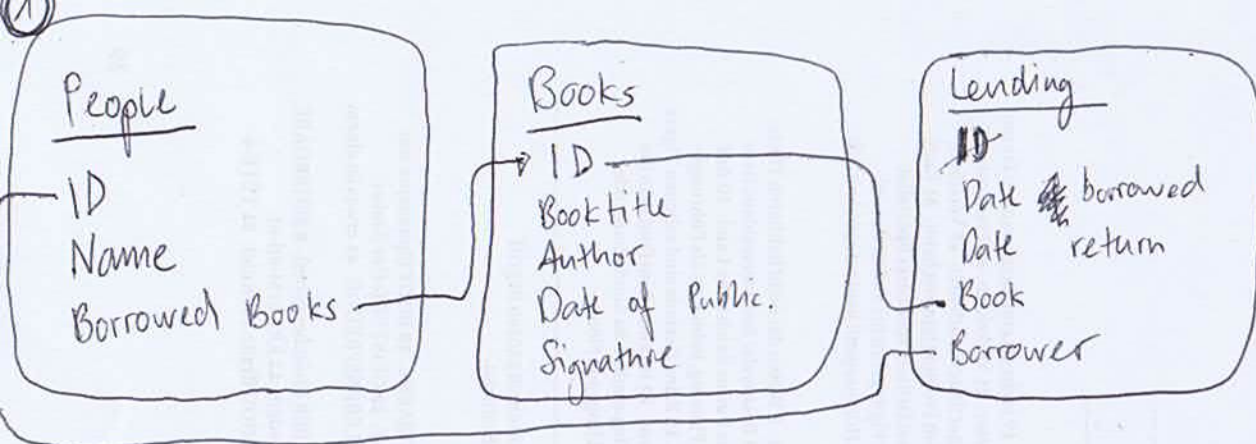 1
People
ID
Name
Borrowed Books
Books
ID
Booktitle
Author
Date of Public.
Signature
Lending
ID
Date borrowed
Date return
Book
Borrower